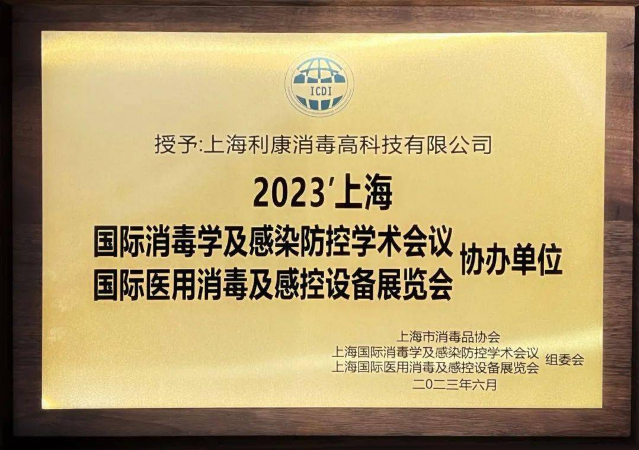 ICDI
授予:上海利康消毒高科技有限公司
2023'上海
国际消毒学及感染防控学术会议
国际医用消毒及感控设备展览会
协办单位
上海市消毒品协会
上海国际消毒学及感染防控学术会议
上海国际医用消毒及感控设备展览会
组委会
二〇二三年六月